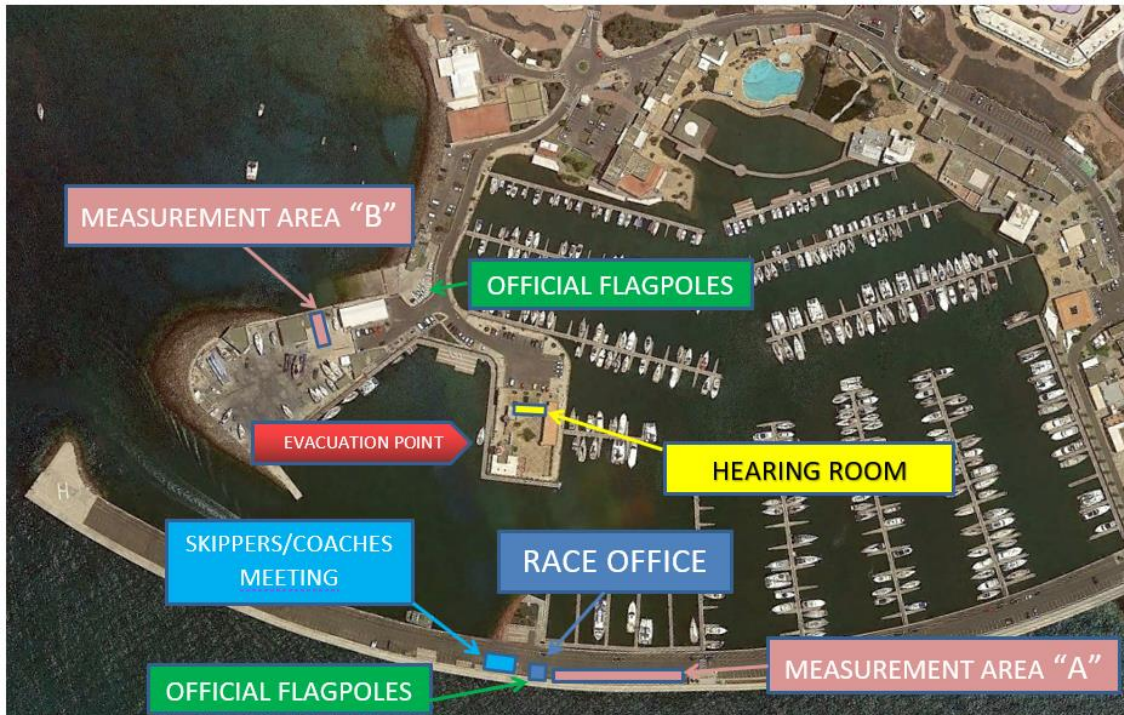 MEASUREMENT AREA “B”
OFFICIAL FLAGPOLES
EVACUATION POINT
HEARING ROOM
H
SKIPPERS/COACHES
MEETING
RACE OFFICE
MEASUREMENT AREA “A”
OFFICIAL FLAGPOLES